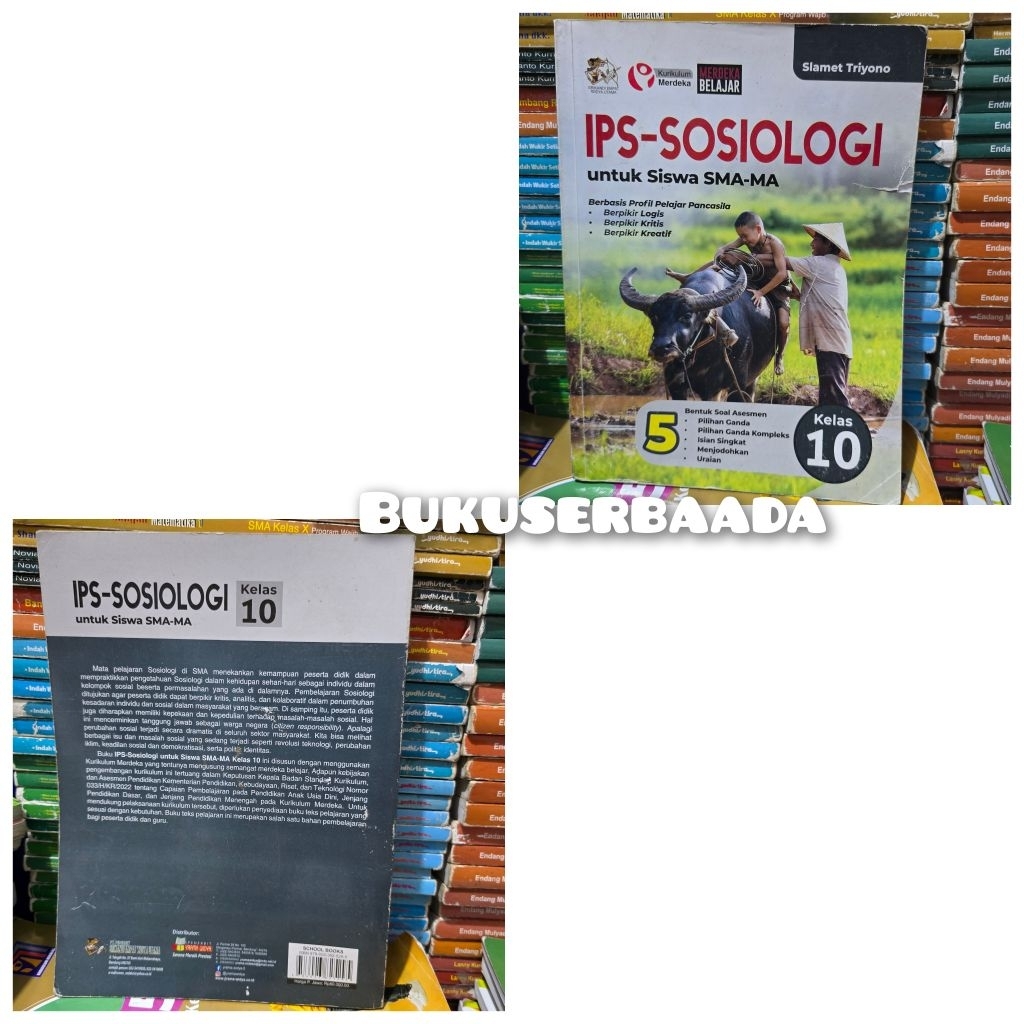 Slamet Triyono
Kurikulum
Merdeka
MERDEKA
BELAJAR
IPS-SOSIOLOGI
untuk Siswa SMA-MA
Berbasis Profil Pelajar Pancasila
• Berpikir Logis
• Berpikir Kritis
• Berpikir Kreatif
5
Bentuk Soal Asesmen
• Pilihan Ganda
• Pilihan Ganda Kompleks
• Isian Singkat
• Menjodohkan
• Uraian
Kelas
10
BUKUSERBAADA
SMA Kelas X Program Wajib
IPS-SOSIOLOGI
untuk Siswa SMA-MA
Kelas
10
Mata pelajaran Sosiologi di SMA menekankan kemampuan peserta didik dalam
mempraktikkan pengetahuan Sosiologi dalam kehidupan sehari-hari sebagai individu dalam
kelompok sosial beserta permasalahan yang ada di dalamnya. Pembelajaran Sosiologi
ditujukan agar peserta didik dapat berpikir kritis, analitis, dan kolaboratif dalam penumbuhan
kesadaran individu dan sosial dalam masyarakat yang beragam. Di samping itu, peserta didik
juga diharapkan memiliki kepekaan dan kepedulian terhadap masalah-masalah sosial. Hal
ini mencerminkan tanggung jawab sebagai warga negara (citizen responsibility). Apalagi
perubahan sosial terjadi secara dramatis di seluruh sektor masyarakat. Kita bisa melihat
berbagai isu dan masalah sosial yang sedang terjadi seperti revolusi teknologi, perubahan
iklim, keadilan sosial dan demokratisasi, serta politik identitas.
Buku IPS-Sosiologi untuk Siswa SMA-MA Kelas 10 ini disusun dengan menggunakan
Kurikulum Merdeka yang tentunya mengusung semangat merdeka belajar. Adapun kebijakan
pengembangan kurikulum ini tertuang dalam Keputusan Kepala Badan Standar, Kurikulum,
dan Asesmen Pendidikan Kementerian Pendidikan, Kebudayaan, Riset, dan Teknologi Nomor
033/H/KR/2022 tentang Capaian Pembelajaran pada Pendidikan Anak Usia Dini, Jenjang
Pendidikan Dasar, dan Jenjang Pendidikan Menengah pada Kurikulum Merdeka. Untuk
mendukung pelaksanaan kurikulum tersebut, diperlukan penyediaan buku teks pelajaran yang
sesuai dengan kebutuhan. Buku teks pelajaran ini merupakan salah satu bahan pembelajaran
bagi peserta didik dan guru.
Distributor:
PENERBIT
YRAMA WIDYA
SCHOOL BOOKS